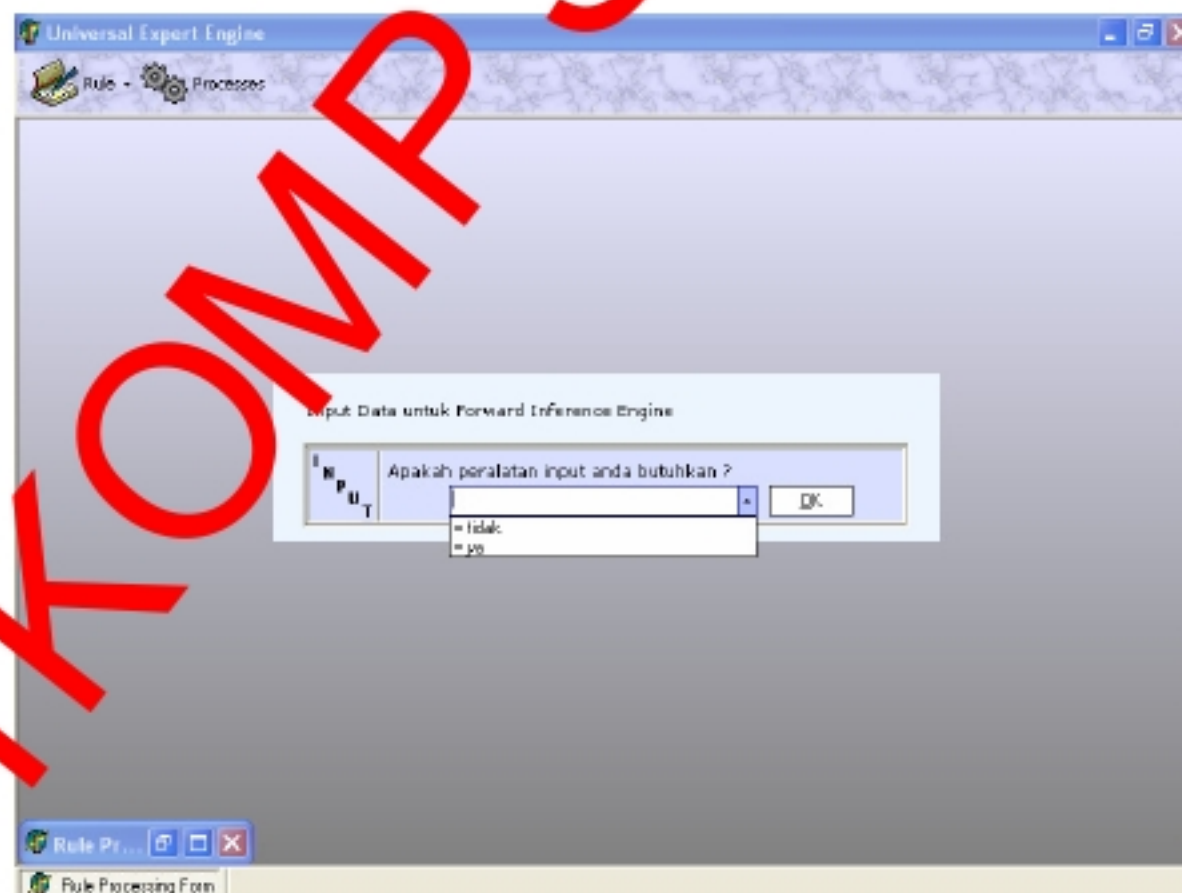 Universal Expert Engine
Rule Processes
Input Data untuk Forward Inference Engine
INPUT
Apakah peralatan input anda butuhkan ?
OK
= tidak
= ya
Rule Pr...
Rule Processing Form
KOMP